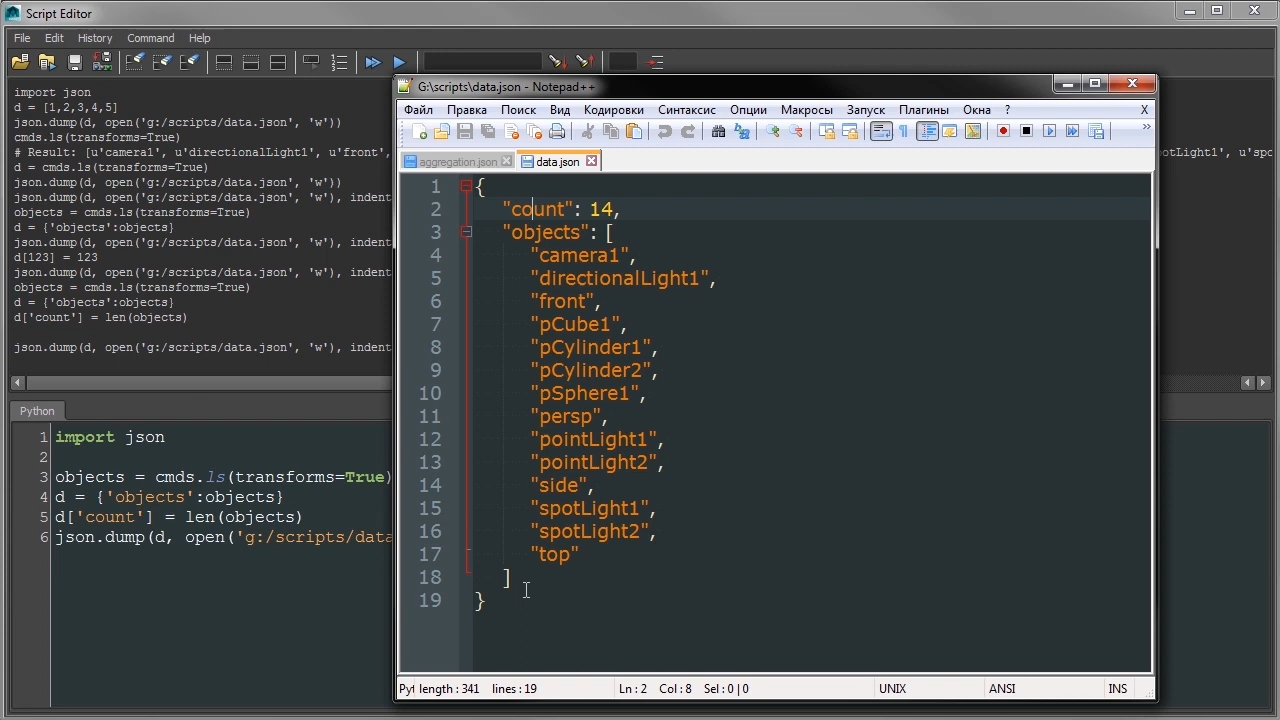 Script Editor
File Edit History Command Help
import json
d = [1,2,3,4,5]
json.dump(d, open('g:/scripts/data.json', 'w'))
cmds.ls(transforms=True)
# Result: [u'camera1', u'directionalLight1', u'front', potLight1', u'spo
d = cmds.ls(transforms=True)
json.dump(d, open('g:/scripts/data.json', 'w'))
json.dump(d, open('g:/scripts/data.json', 'w'), indent
objects = cmds.ls(transforms=True)
d = {'objects':objects}
json.dump(d, open('g:/scripts/data.json', 'w'), indent
d[123] = 123
json.dump(d, open('g:/scripts/data.json', 'w'), indent
objects = cmds.ls(transforms=True)
d = {'objects':objects}
d['count'] = len(objects)
json.dump(d, open('g:/scripts/data.json', 'w'), indent
Python
1 import json
2
3 objects = cmds.ls(transforms=True)
4 d = {'objects':objects}
5 d['count'] = len(objects)
6 json.dump(d, open('g:/scripts/data
G:\scripts\data.json - Notepad++
Файл Правка Поиск Вид Кодировки Синтаксис Опции Макросы Запуск Плагины Окна ? X
aggregation.json data.json
1 {
2 "count": 14,
3 "objects": [
4 "camera1",
5 "directionalLight1",
6 "front",
7 "pCube1",
8 "pCylinder1",
9 "pCylinder2",
10 "pSphere1",
11 "persp",
12 "pointLight1",
13 "pointLight2",
14 "side",
15 "spotLight1",
16 "spotLight2",
17 "top"
18 ]
19 }
Pyt length : 341 lines : 19 Ln : 2 Col : 8 Sel : 0 | 0 UNIX ANSI INS